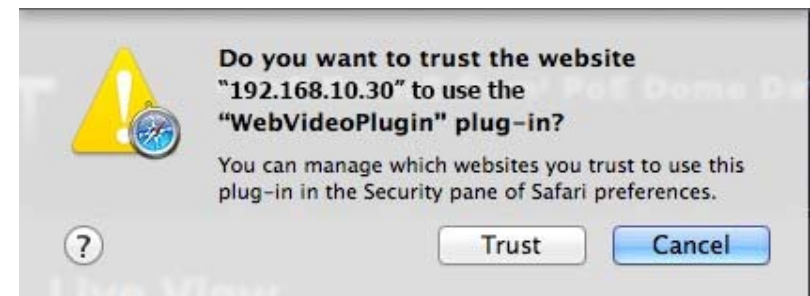 Do you want to trust the website
“192.168.10.30” to use the
“WebVideoPlugin” plug-in?
You can manage which websites you trust to use this
plug-in in the Security pane of Safari preferences.
?
Trust
Cancel
Live View